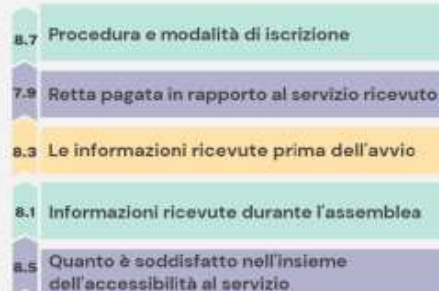 8.7 Procedura e modalità di iscrizione
7.9 Retta pagata in rapporto al servizio ricevuto
8.3 Le informazioni ricevute prima dell'avvio
8.1 Informazioni ricevute durante l'assemblea
8.5 Quanto è soddisfatto nell'insieme
dell'accessibilità al servizio